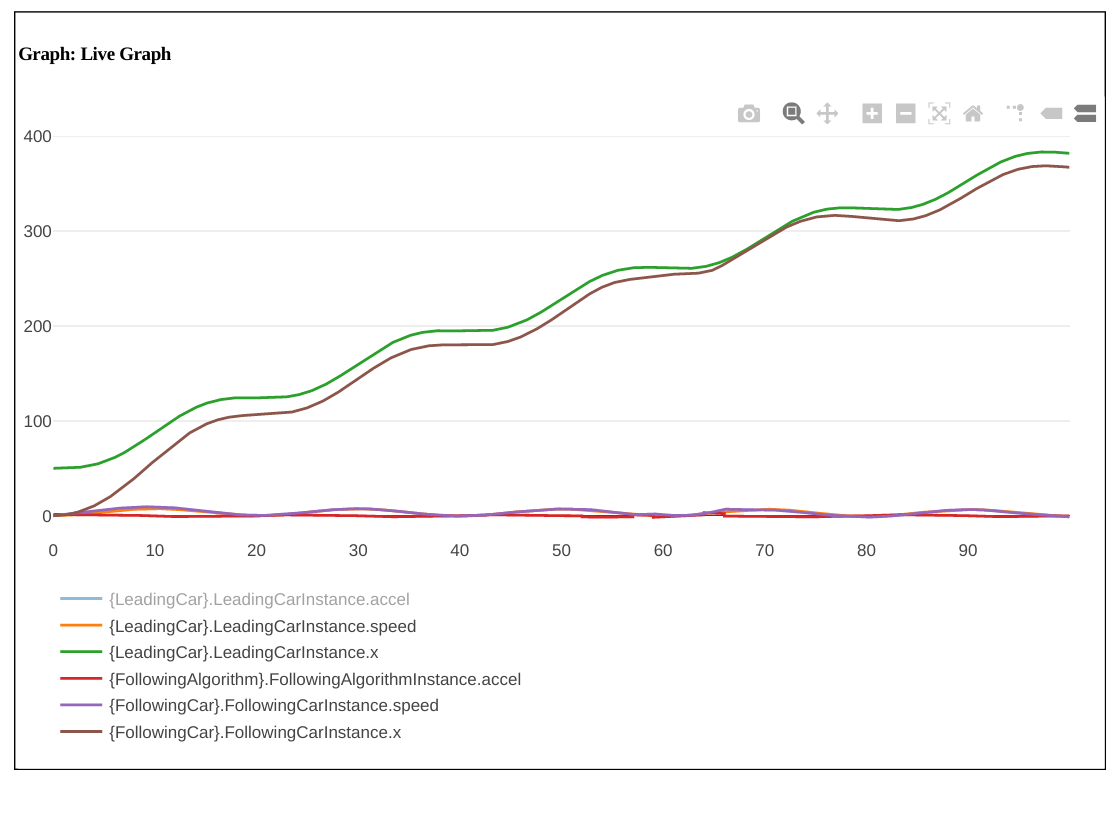 Graph: Live Graph
400
300
200
100
0
0 10 20 30 40 50 60 70 80 90
{LeadingCar}.LeadingCarInstance.accel
{LeadingCar}.LeadingCarInstance.speed
{LeadingCar}.LeadingCarInstance.x
{FollowingAlgorithm}.FollowingAlgorithmInstance.accel
{FollowingCar}.FollowingCarInstance.speed
{FollowingCar}.FollowingCarInstance.x